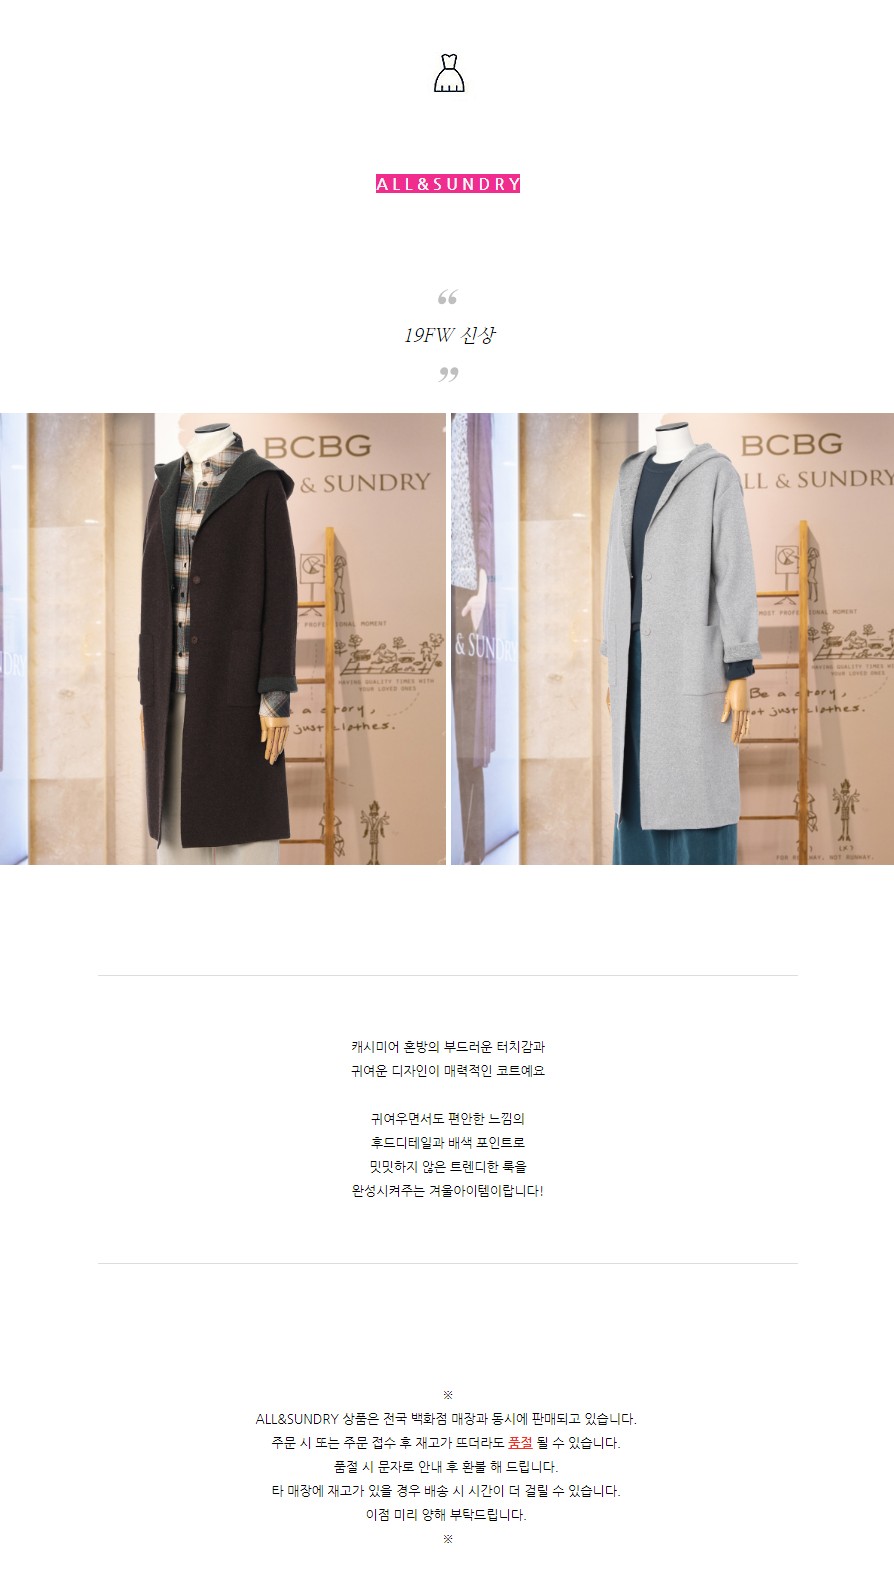 ALL&SUNDRY
“
19FW 신상
”
BCBG
& SUNDRY
PROFESSIONAL MOMENT
HAVING QUALITY TIMES WITH
YOUR LOVED ONES
a story,
just clothes.
BCBG
ALL & SUNDRY
& SUNDRY
MOST PROFESSIONAL MOMENT
HAVING QUALITY TIMES WITH
YOUR LOVED ONES
Be a story,
not just clothes.
FOR RUNWAY, NOT RUNWAY.
캐시미어 혼방의 부드러운 터치감과
귀여운 디자인이 매력적인 코트예요
귀여우면서도 편안한 느낌의
후드디테일과 배색 포인트로
밋밋하지 않은 트렌디한 룩을
완성시켜주는 겨울아이템이랍니다!
※
ALL&SUNDRY 상품은 전국 백화점 매장과 동시에 판매되고 있습니다.
주문 시 또는 주문 접수 후 재고가 뜨더라도 품절 될 수 있습니다.
품절 시 문자로 안내 후 환불 해 드립니다.
타 매장에 재고가 있을 경우 배송 시 시간이 더 걸릴 수 있습니다.
이점 미리 양해 부탁드립니다.
※